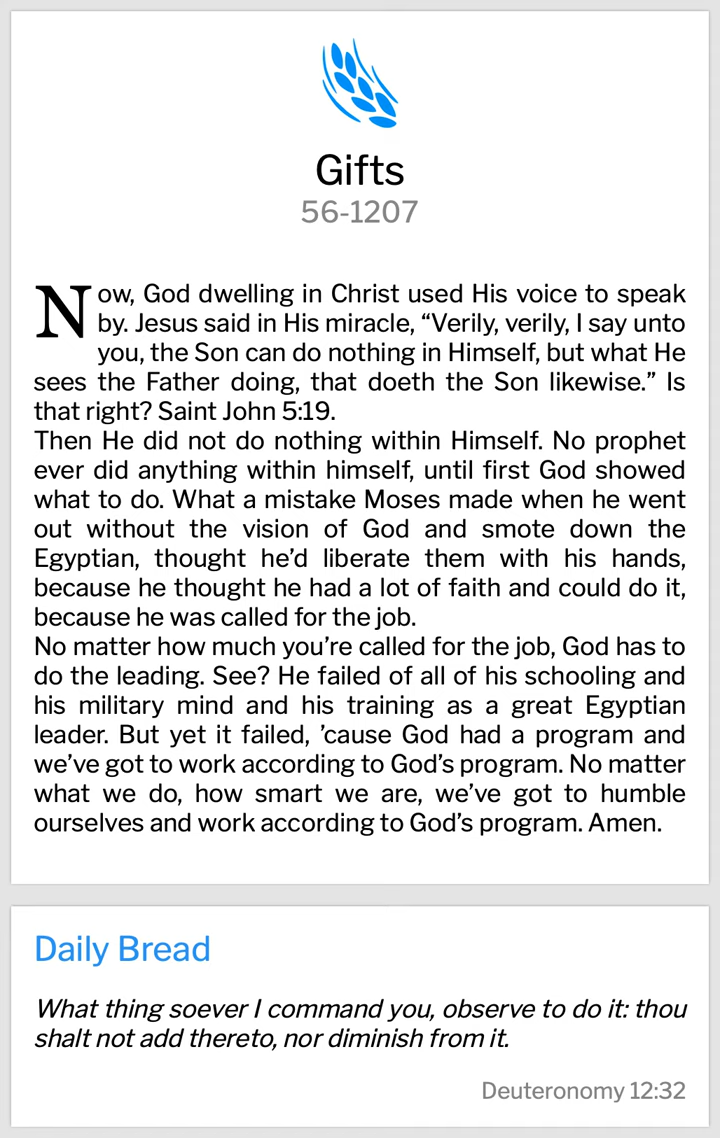 Gifts
56-1207
Now, God dwelling in Christ used His voice to speak
by. Jesus said in His miracle, “Verily, verily, I say unto
you, the Son can do nothing in Himself, but what He
sees the Father doing, that doeth the Son likewise.” Is
that right? Saint John 5:19.
Then He did not do nothing within Himself. No prophet
ever did anything within himself, until first God showed
what to do. What a mistake Moses made when he went
out without the vision of God and smote down the
Egyptian, thought he’d liberate them with his hands,
because he thought he had a lot of faith and could do it,
because he was called for the job.
No matter how much you’re called for the job, God has to
do the leading. See? He failed of all of his schooling and
his military mind and his training as a great Egyptian
leader. But yet it failed, ’cause God had a program and
we’ve got to work according to God’s program. No matter
what we do, how smart we are, we’ve got to humble
ourselves and work according to God’s program. Amen.
Daily Bread
What thing soever I command you, observe to do it: thou
shalt not add thereto, nor diminish from it.
Deuteronomy 12:32